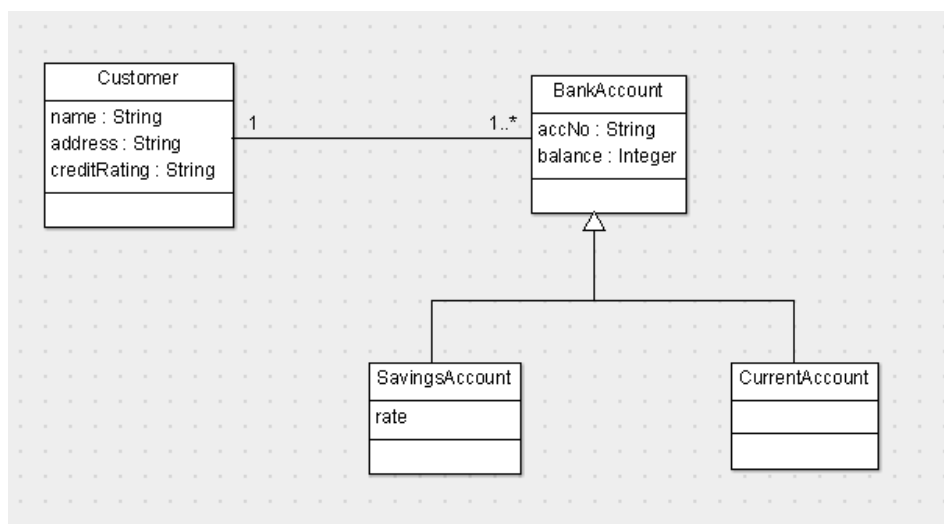 Customer
name : String
address : String
creditRating : String
1
1..*
BankAccount
accNo : String
balance : Integer
SavingsAccount
rate
CurrentAccount